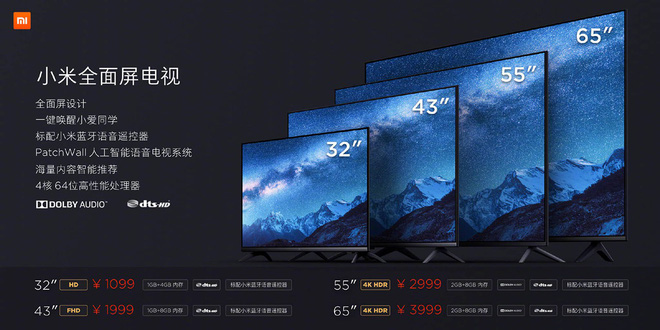 mi
小米全面屏电视
全面屏设计
一键唤醒小爱同学
标配小米蓝牙语音遥控器
PatchWall 人工智能语音电视系统
海量内容智能推荐
4核 64位高性能处理器
DOLBY AUDIO™ dts-HD
32″
43″
55″
65″
32″ HD ¥ 1099 1GB+4GB 内存 dts-HD 标配小米蓝牙语音遥控器
43″ FHD ¥ 1999 1GB+8GB 内存 dts-HD 标配小米蓝牙语音遥控器
55″ 4K HDR ¥ 2999 2GB+8GB 内存 DOLBY AUDIO dts-HD 标配小米蓝牙语音遥控器
65″ 4K HDR ¥ 3999 2GB+8GB 内存 DOLBY AUDIO dts-HD 标配小米蓝牙语音遥控器